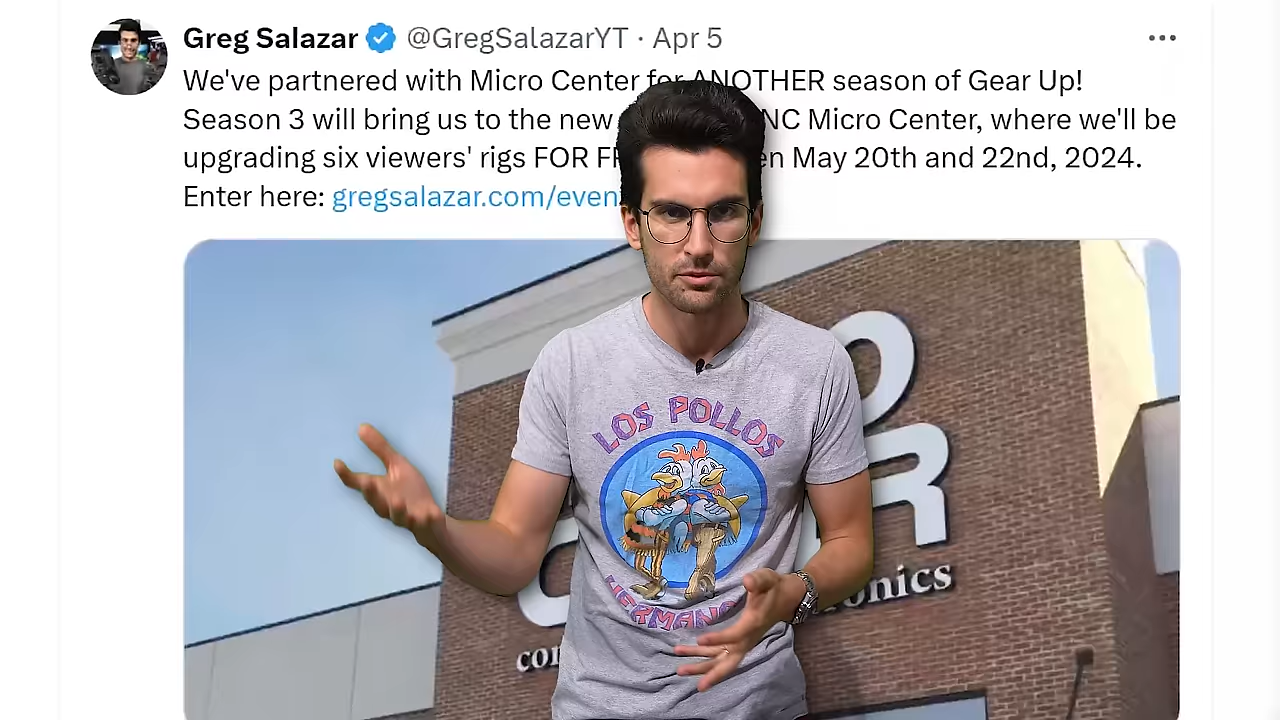 Greg Salazar @GregSalazarYT · Apr 5
We've partnered with Micro Center for ANOTHER season of Gear Up!
Season 3 will bring us to the new NC Micro Center, where we'll be
upgrading six viewers' rigs FOR May 20th and 22nd, 2024.
Enter here: gregsalazar.com/even
LOS POLLOS
HERMANO